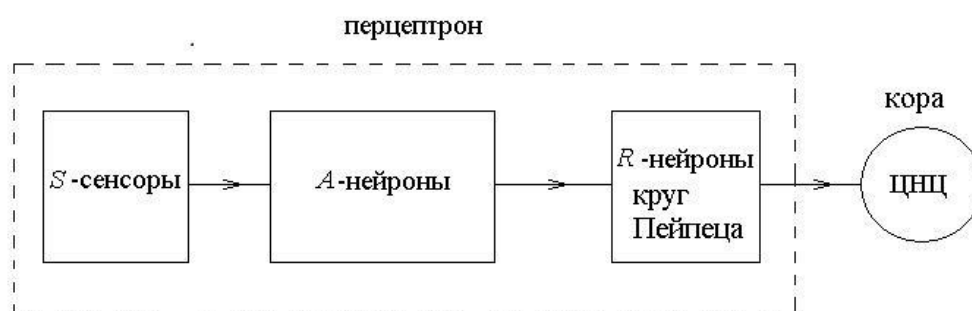 перцептрон
кора
S-сенсоры
A-нейроны
R-нейроны
круг
Пейпеца
ЦНЦ